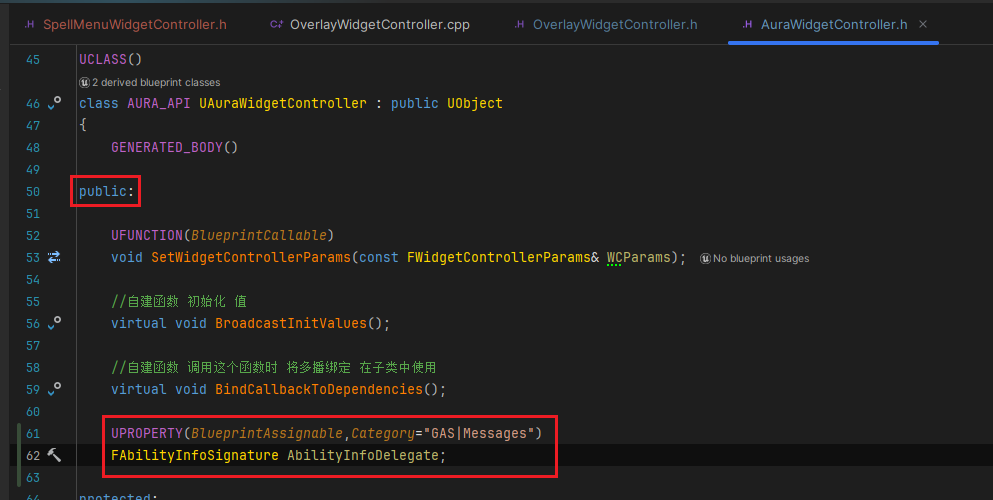 SpellMenuWidgetController.h
OverlayWidgetController.cpp
OverlayWidgetController.h
AuraWidgetController.h
45 UCLASS()
2 derived blueprint classes
46 class AURA_API UAuraWidgetController : public UObject
47 {
48 GENERATED_BODY()
49
50 public:
51
52 UFUNCTION(BlueprintCallable)
53 void SetWidgetControllerParams(const FWidgetControllerParams& WCParams); No blueprint usages
54
55 //自建函数 初始化 值
56 virtual void BroadcastInitValues();
57
58 //自建函数 调用这个函数时 将多播绑定 在子类中使用
59 virtual void BindCallbackToDependencies();
60
61 UPROPERTY(BlueprintAssignable,Category="GAS|Messages")
62 FAbilityInfoSignature AbilityInfoDelegate;
63
64 protected: